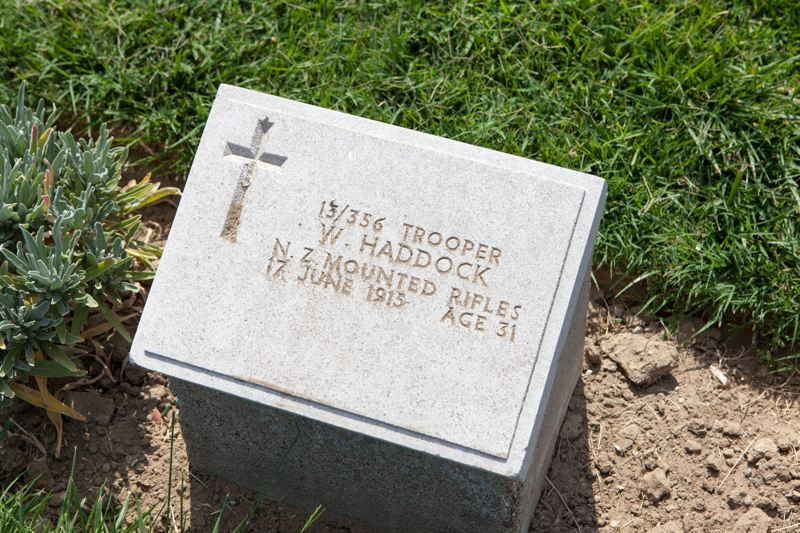 13/356 TROOPER
W. HADDOCK
N.Z. MOUNTED RIFLES
17. JUNE 1915 AGE 31